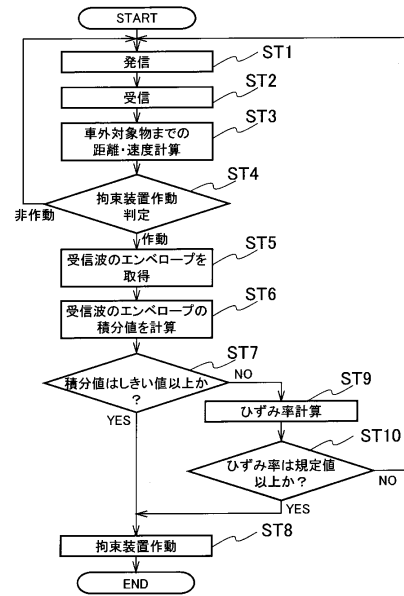 START
発信
ST1
受信
ST2
車外対象物までの
距離・速度計算
ST3
拘束装置作動
判定
ST4
非作動
作動
受信波のエンベロープを
取得
ST5
受信波のエンベロープの
積分値を計算
ST6
積分値はしきい値以上か
?
ST7
NO
YES
ひずみ率計算
ST9
ひずみ率は規定値
以上か?
ST10
NO
YES
拘束装置作動
ST8
END